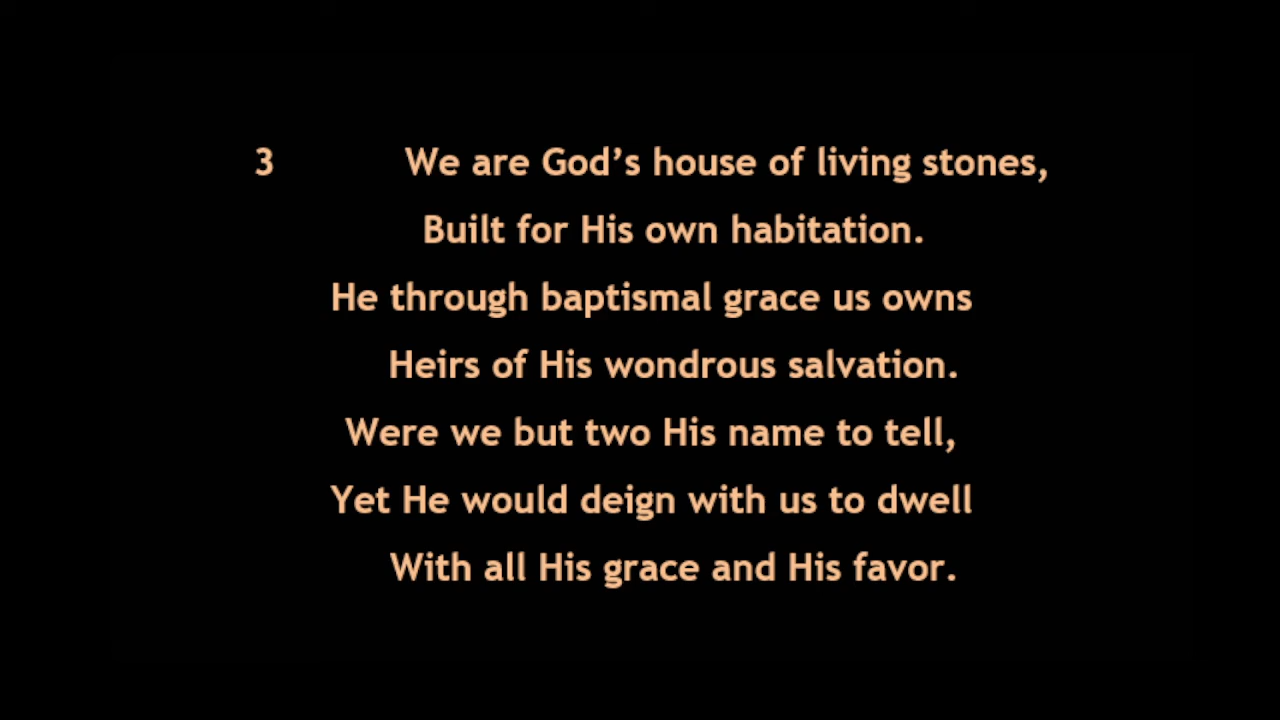 3 We are God’s house of living stones,
Built for His own habitation.
He through baptismal grace us owns
Heirs of His wondrous salvation.
Were we but two His name to tell,
Yet He would deign with us to dwell
With all His grace and His favor.